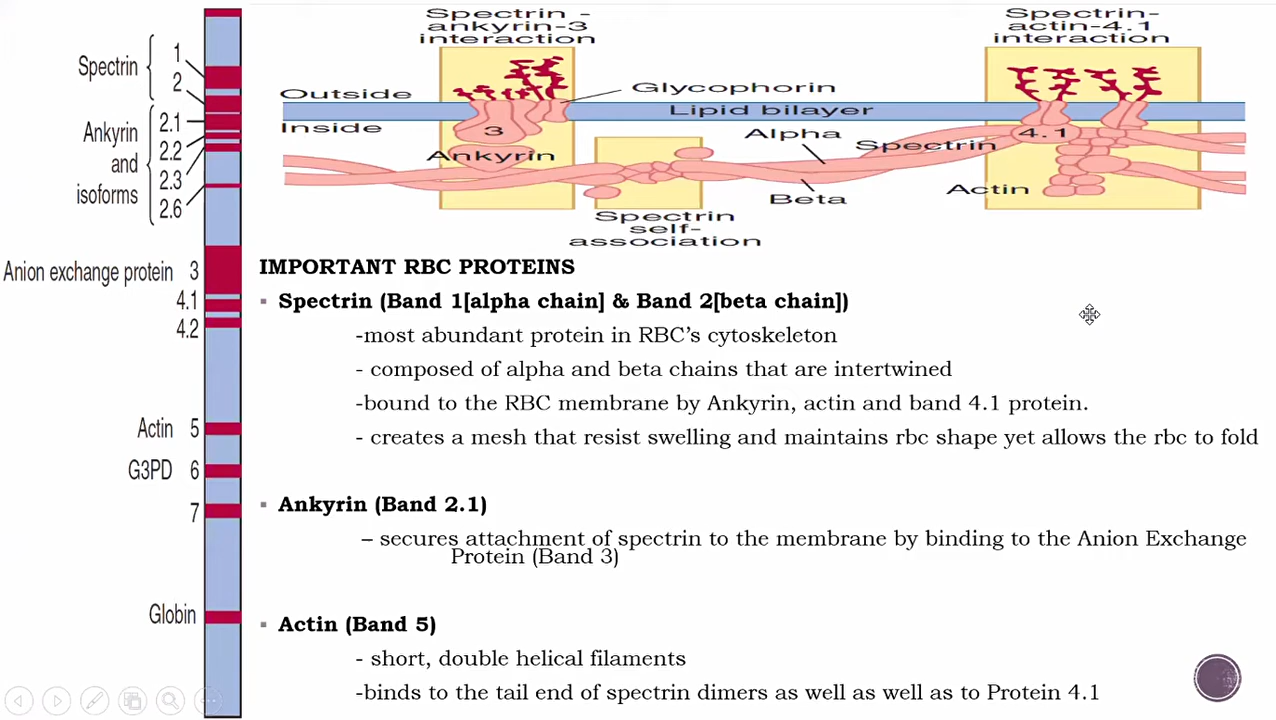 Spectrin
1
2
Ankyrin
and
isoforms
2.1
2.2
2.3
2.6
Anion exchange protein 3
4.1
4.2
Actin 5
G3PD 6
7
Globin
Spectrin -
ankyrin-3
interaction
Spectrin-
actin-4.1
interaction
Outside
Glycophorin
Lipid bilayer
Inside
3
Alpha
4.1
Ankyrin
Spectrin
Actin
Beta
Spectrin
self-
association
IMPORTANT RBC PROTEINS
▪ Spectrin (Band 1[alpha chain] & Band 2[beta chain])
-most abundant protein in RBC’s cytoskeleton
- composed of alpha and beta chains that are intertwined
-bound to the RBC membrane by Ankyrin, actin and band 4.1 protein.
- creates a mesh that resist swelling and maintains rbc shape yet allows the rbc to fold
▪ Ankyrin (Band 2.1)
– secures attachment of spectrin to the membrane by binding to the Anion Exchange
Protein (Band 3)
▪ Actin (Band 5)
- short, double helical filaments
-binds to the tail end of spectrin dimers as well as well as to Protein 4.1